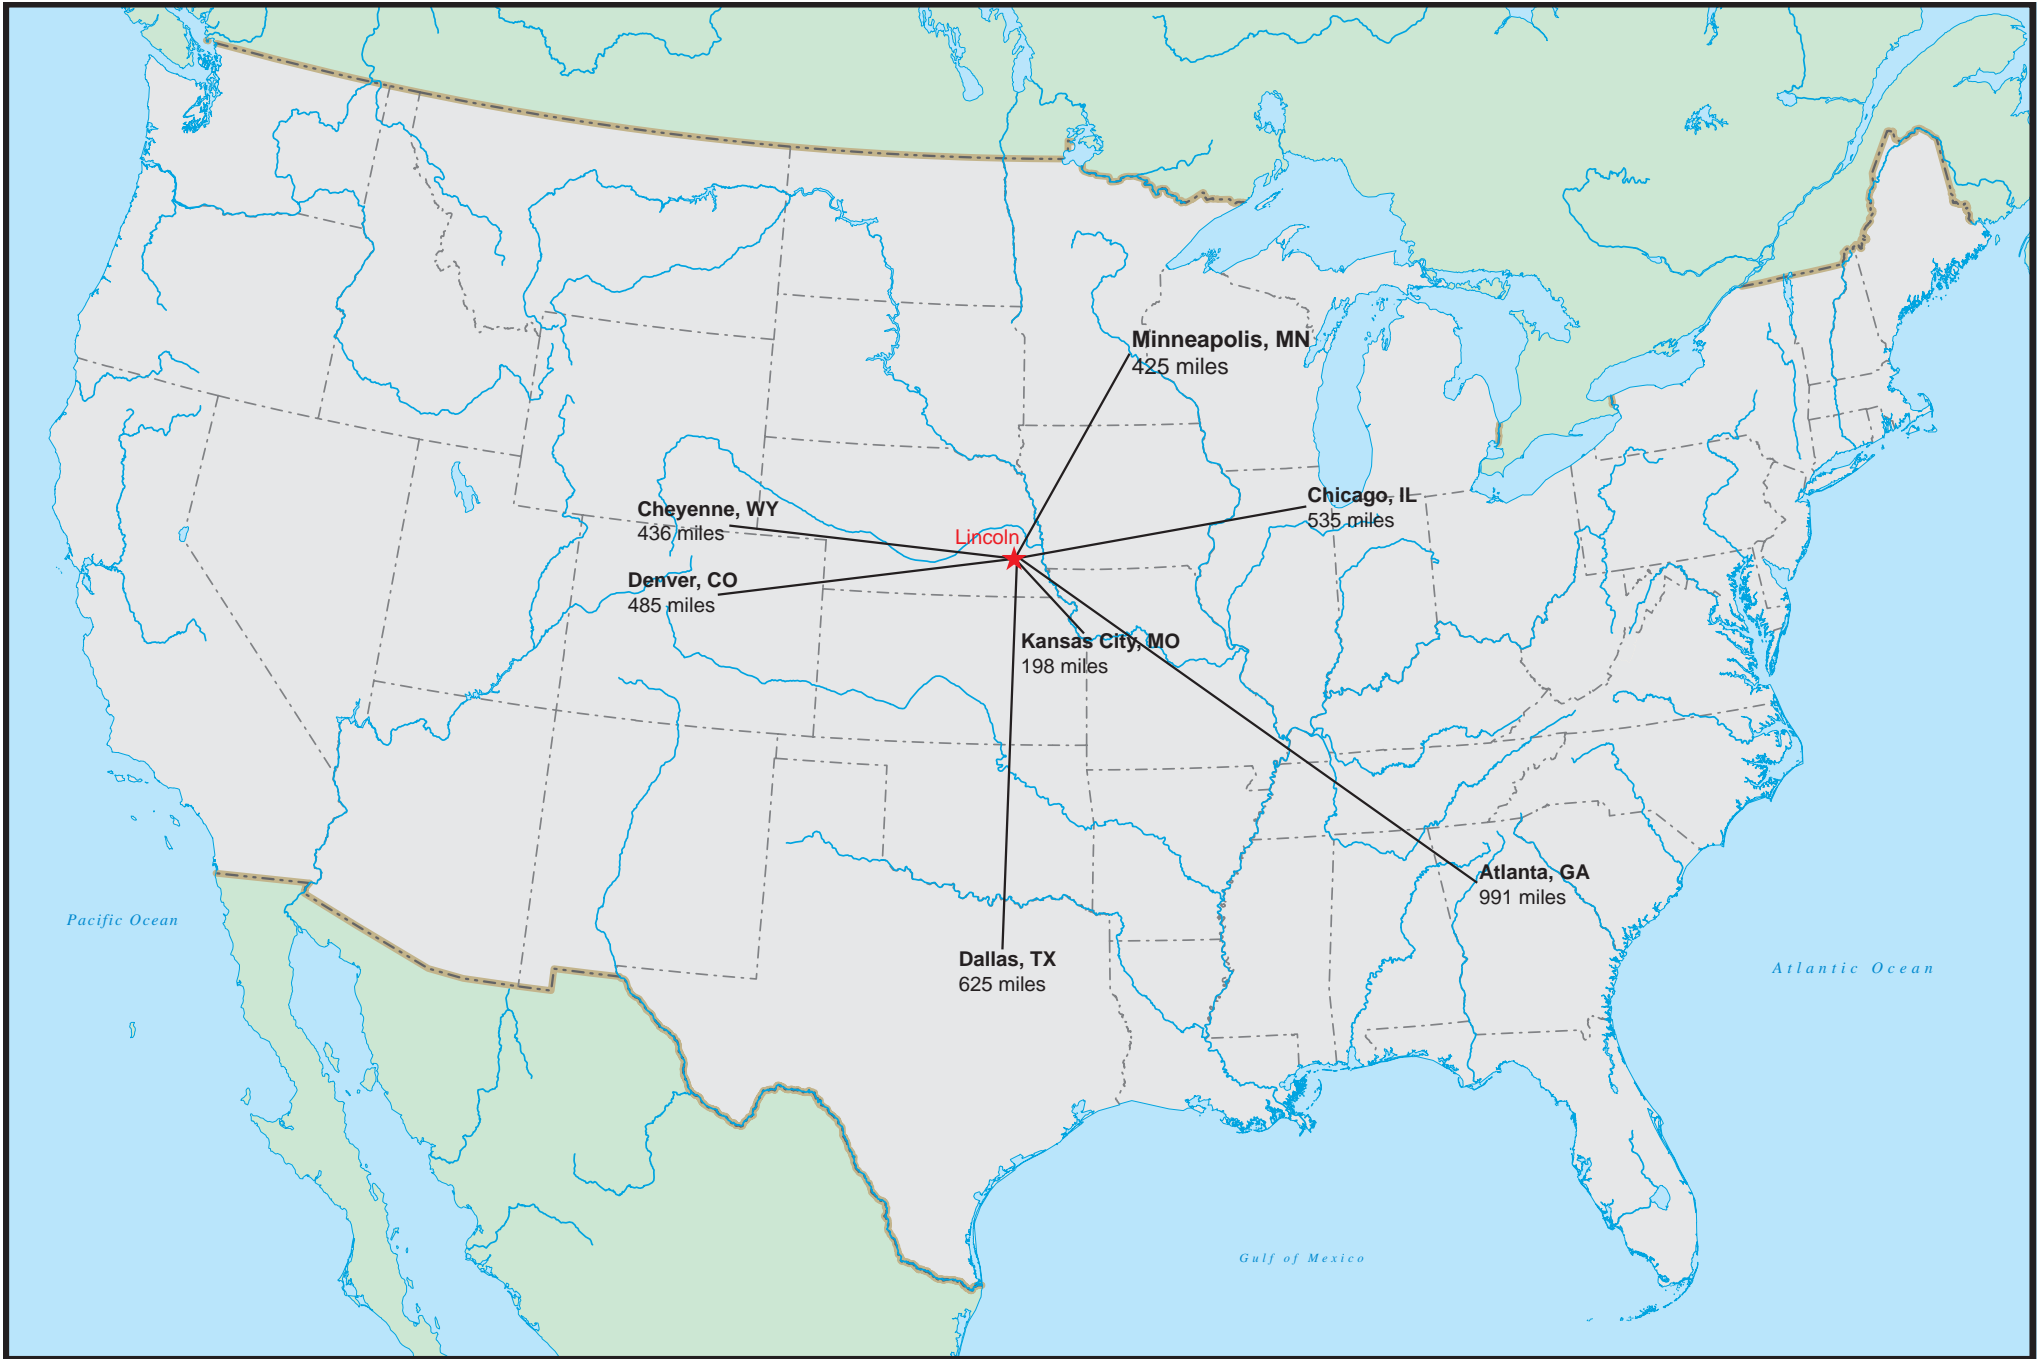 Minneapolis, MN
425 miles
Chicago, IL
535 miles
Cheyenne, WY
436 miles
Lincoln
Denver, CO
485 miles
Kansas City, MO
198 miles
Atlanta, GA
991 miles
Pacific Ocean
Dallas, TX
625 miles
Atlantic Ocean
Gulf of Mexico